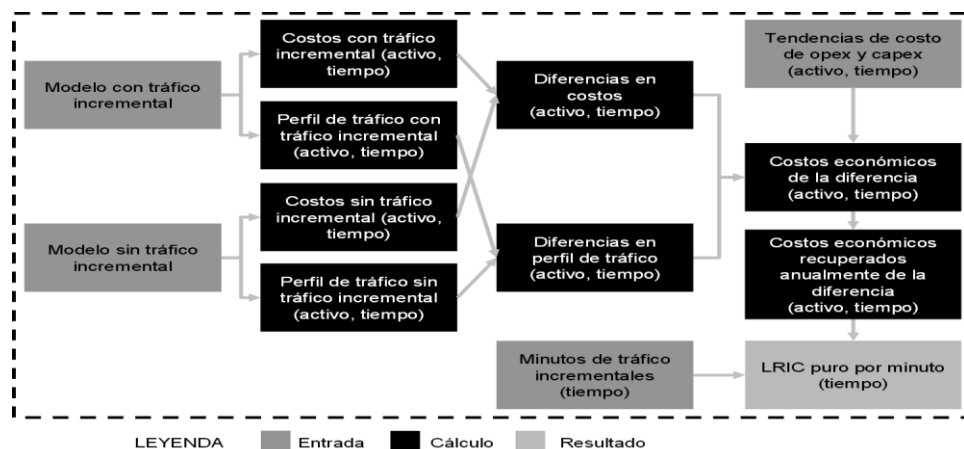 Modelo con tráfico
incremental
Modelo sin tráfico
incremental
Costos con tráfico
incremental (activo,
tiempo)
Perfil de tráfico con
tráfico incremental
(activo, tiempo)
Costos sin tráfico
incremental (activo,
tiempo)
Perfil de tráfico sin
tráfico incremental
(activo, tiempo)
Diferencias en
costos
(activo, tiempo)
Diferencias en
perfil de tráfico
(activo, tiempo)
Minutos de tráfico
incrementales
(tiempo)
Tendencias de costo
de opex y capex
(activo, tiempo)
Costos económicos
de la diferencia
(activo, tiempo)
Costos económicos
recuperados
anualmente de la
diferencia
(activo, tiempo)
LRIC puro por minuto
(tiempo)
LEYENDA Entrada Cálculo Resultado